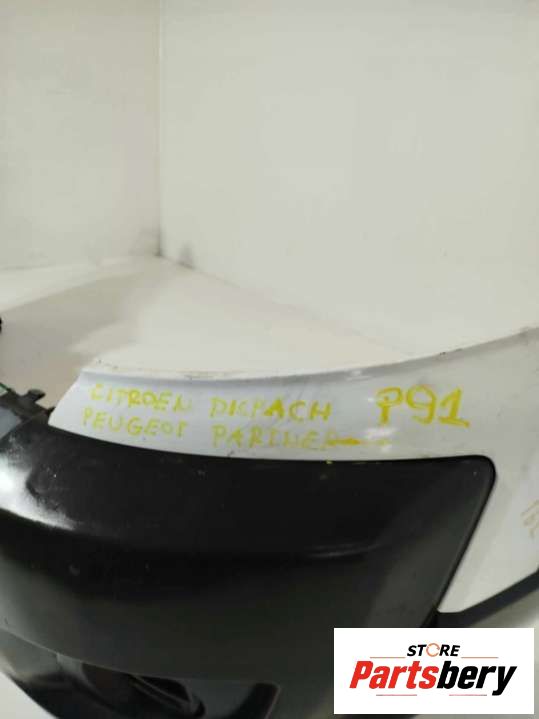 CITROEN DISPACH P91
PEUGEOT PARTNER
STORE
Partsbery